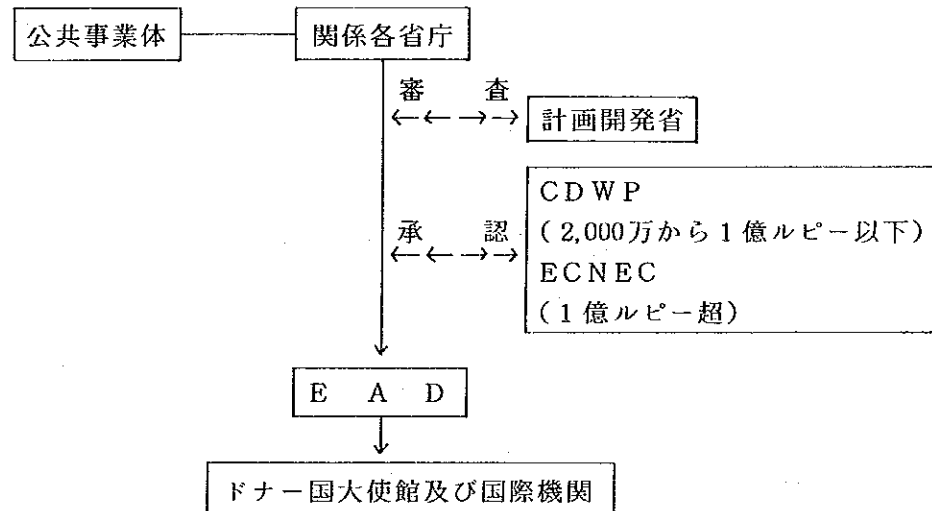 公共事業体
関係各省庁
審 査
計画開発省
CDWP
(2,000万から1億ルピー以下)
承 認
ECNEC
(1億ルピー超)
E A D
ドナー国大使館及び国際機関